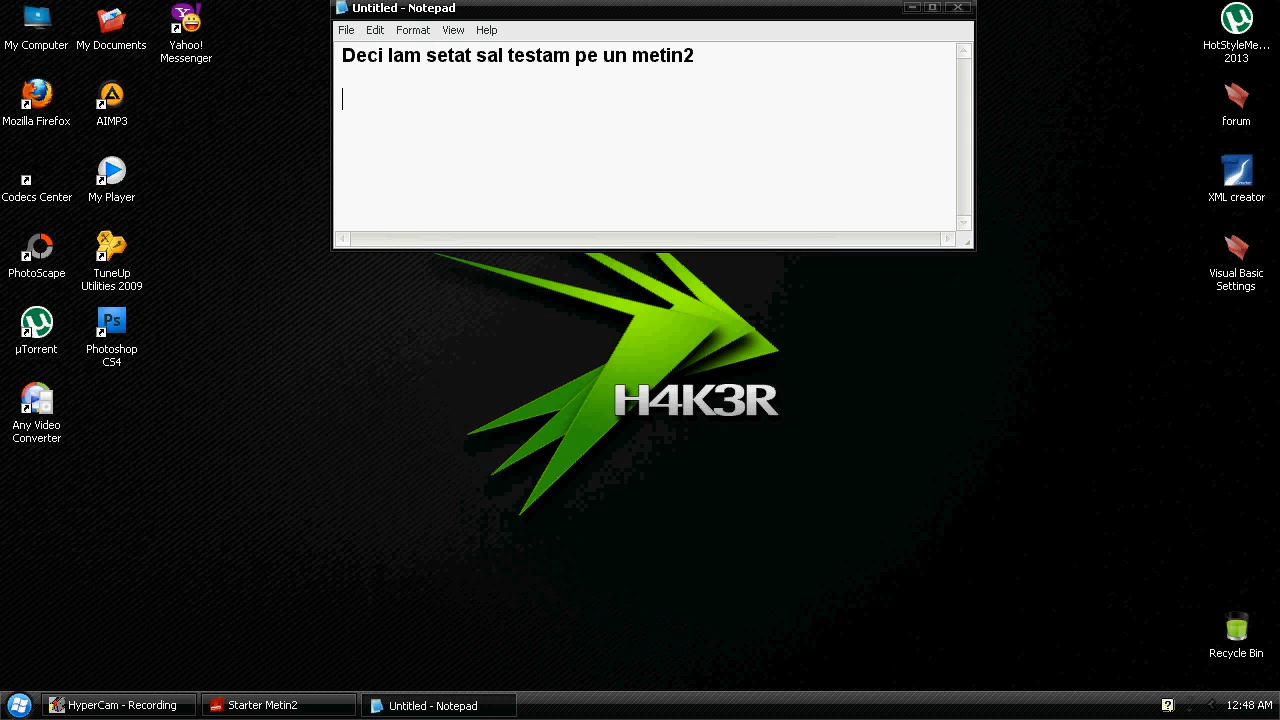 Untitled - Notepad
File Edit Format View Help
Deci lam setat sal testam pe un metin2
My Computer
My Documents
Yahoo! Messenger
Mozilla Firefox
AIMP3
Codecs Center
My Player
PhotoScape
TuneUp Utilities 2009
µTorrent
Ps
Photoshop CS4
Any Video Converter
H4K3R
HotStyleMe... 2013
forum
XML creator
Visual Basic Settings
Recycle Bin
HyperCam - Recording
Starter Metin2
Untitled - Notepad
?
12:48 AM